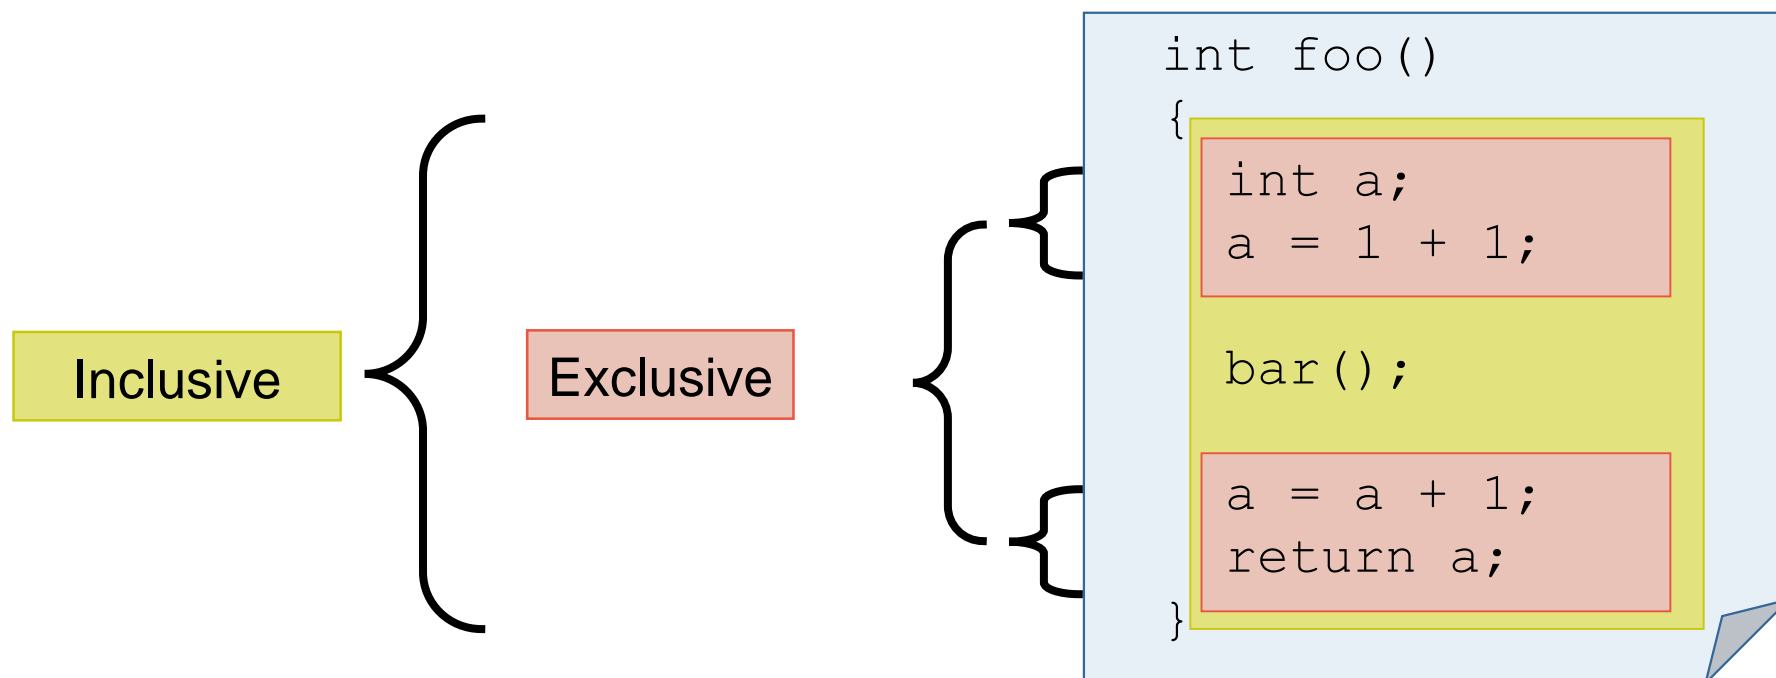 Inclusive
Exclusive
int foo()
{
int a;
a = 1 + 1;
bar();
a = a + 1;
return a;
}